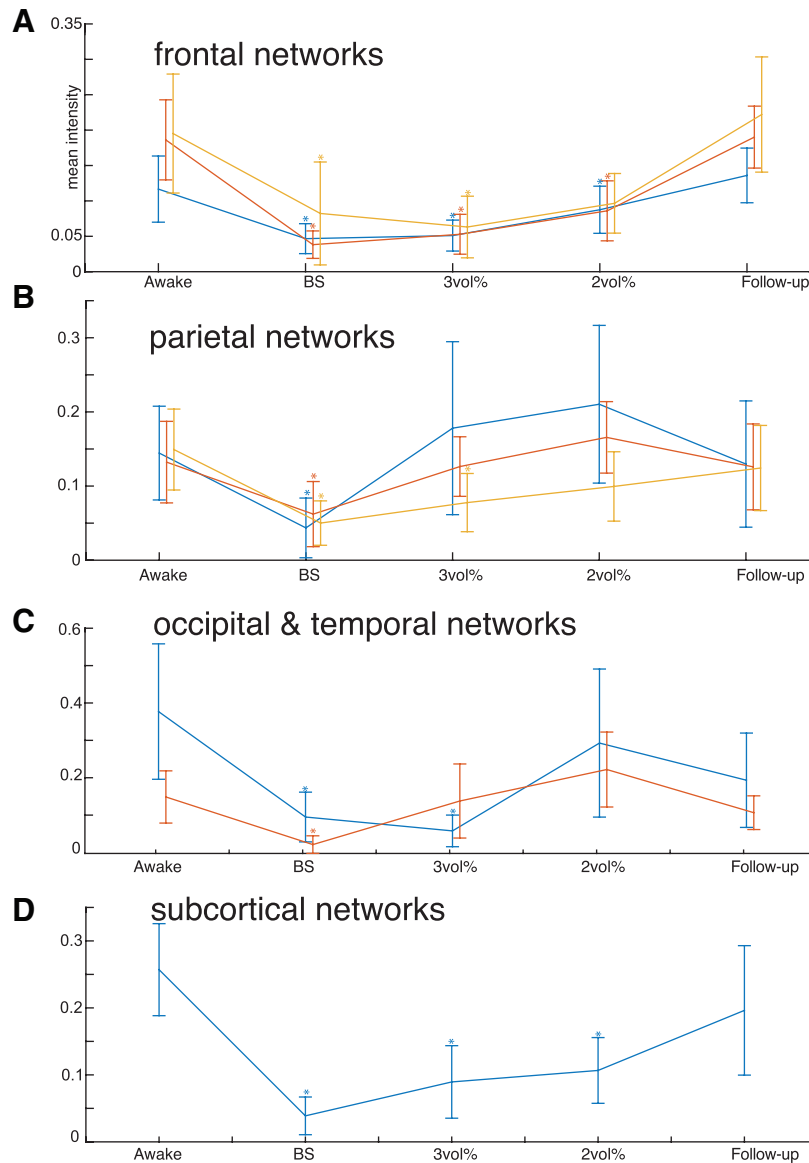 A
0.35
frontal networks
mean intensity
0.05
0
Awake BS 3vol% 2vol% Follow-up
* * * * * * * *
B
0.3
parietal networks
0.2
0.1
0
Awake BS 3vol% 2vol% Follow-up
* * * *
C
0.6
occipital & temporal networks
0.4
0.2
0
Awake BS 3vol% 2vol% Follow-up
* * *
D
subcortical networks
0.3
0.2
0.1
0
Awake BS 3vol% 2vol% Follow-up
* * *